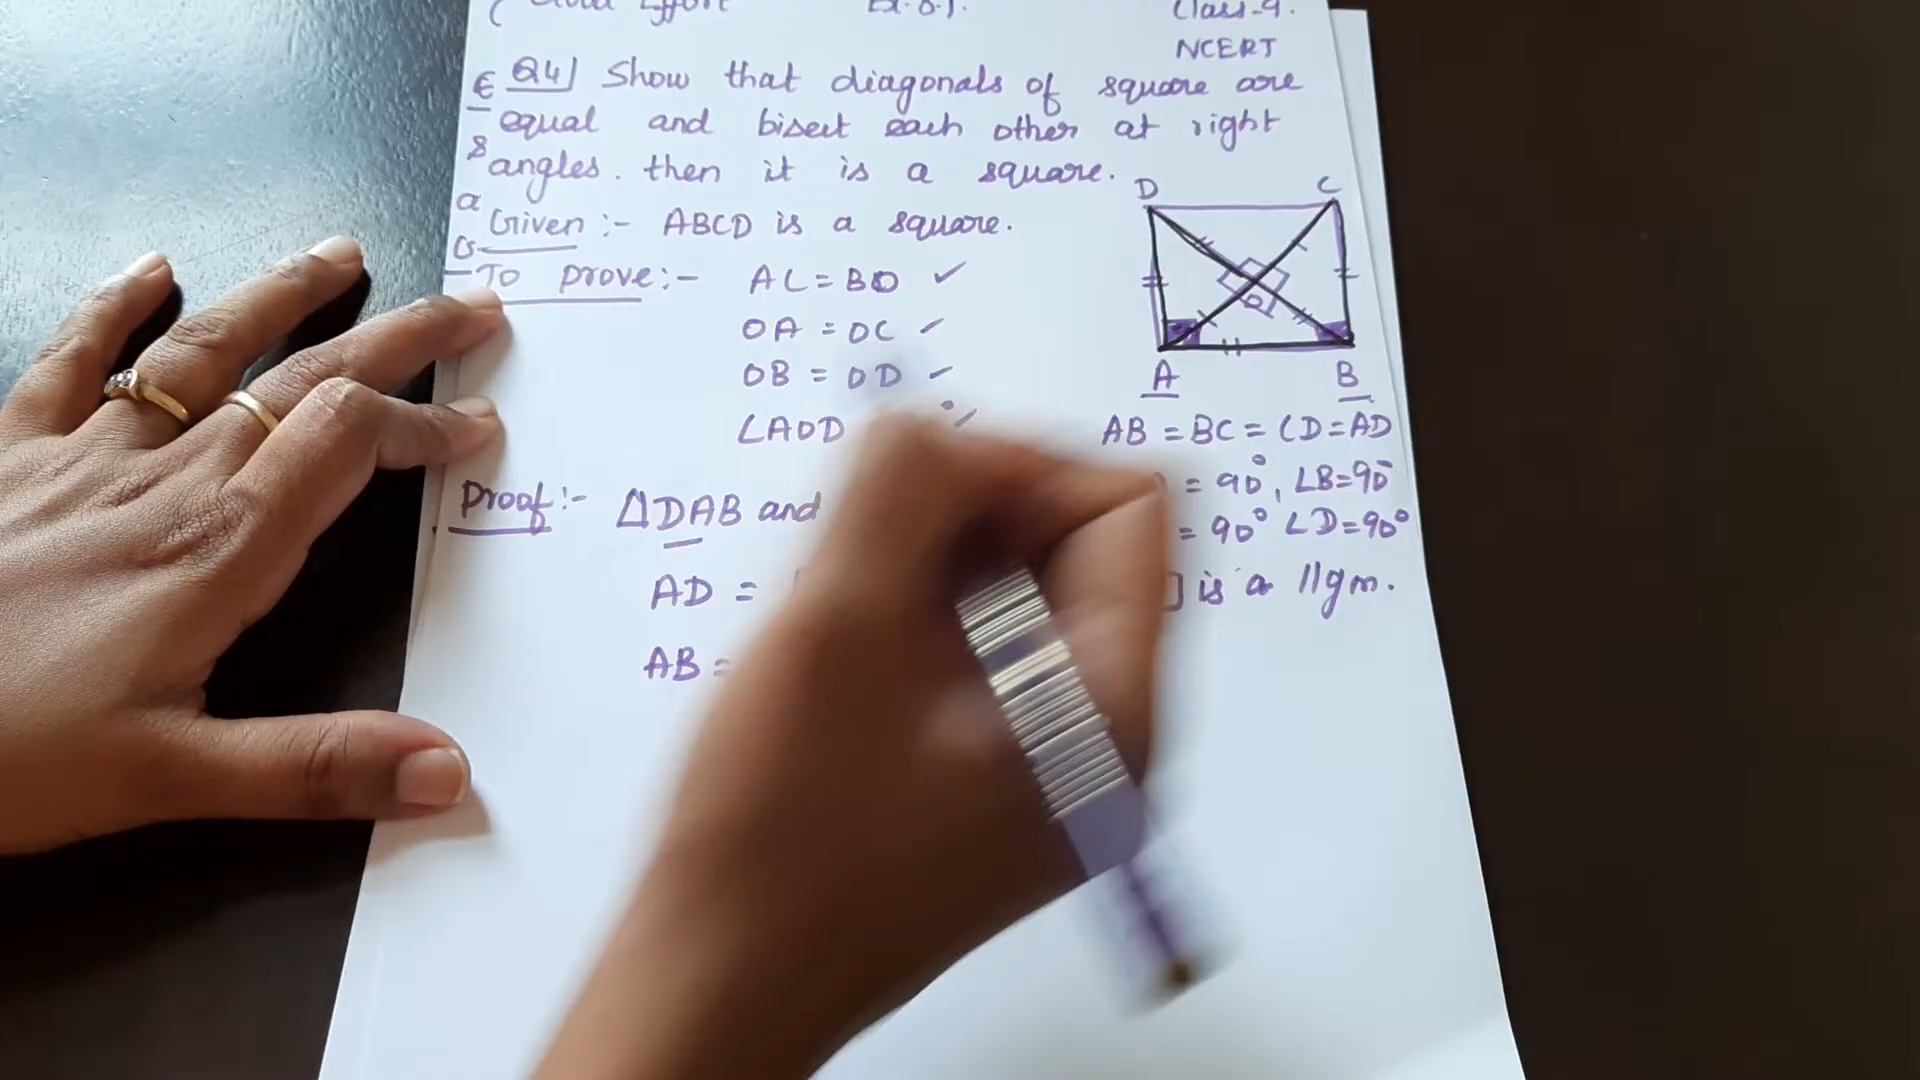 Class-9.
NCERT
Q4] Show that diagonals of square are
equal and bisect each other at right
angles. then it is a square.
Given :- ABCD is a square.
To prove:- AC = BD ✓
OA = OC ✓
OB = OD ✓
∠AOD ✓
Proof :- ΔDAB and
AD =
AB =
D C
O
A B
AB = BC = CD = AD
= 90°, ∠B=90°
= 90° ∠D=90°
] is a ||gm.